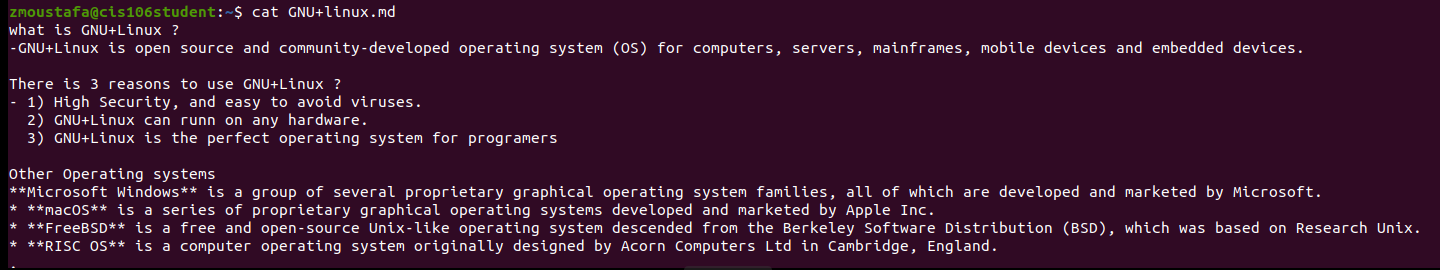 zmoustafa@cis106student:~$ cat GNU+linux.md
what is GNU+Linux ?
-GNU+Linux is open source and community-developed operating system (OS) for computers, servers, mainframes, mobile devices and embedded devices.
There is 3 reasons to use GNU+Linux ?
- 1) High Security, and easy to avoid viruses.
2) GNU+Linux can runn on any hardware.
3) GNU+Linux is the perfect operating system for programers
Other Operating systems
**Microsoft Windows** is a group of several proprietary graphical operating system families, all of which are developed and marketed by Microsoft.
* **macOS** is a series of proprietary graphical operating systems developed and marketed by Apple Inc.
* **FreeBSD** is a free and open-source Unix-like operating system descended from the Berkeley Software Distribution (BSD), which was based on Research Unix.
* **RISC OS** is a computer operating system originally designed by Acorn Computers Ltd in Cambridge, England.